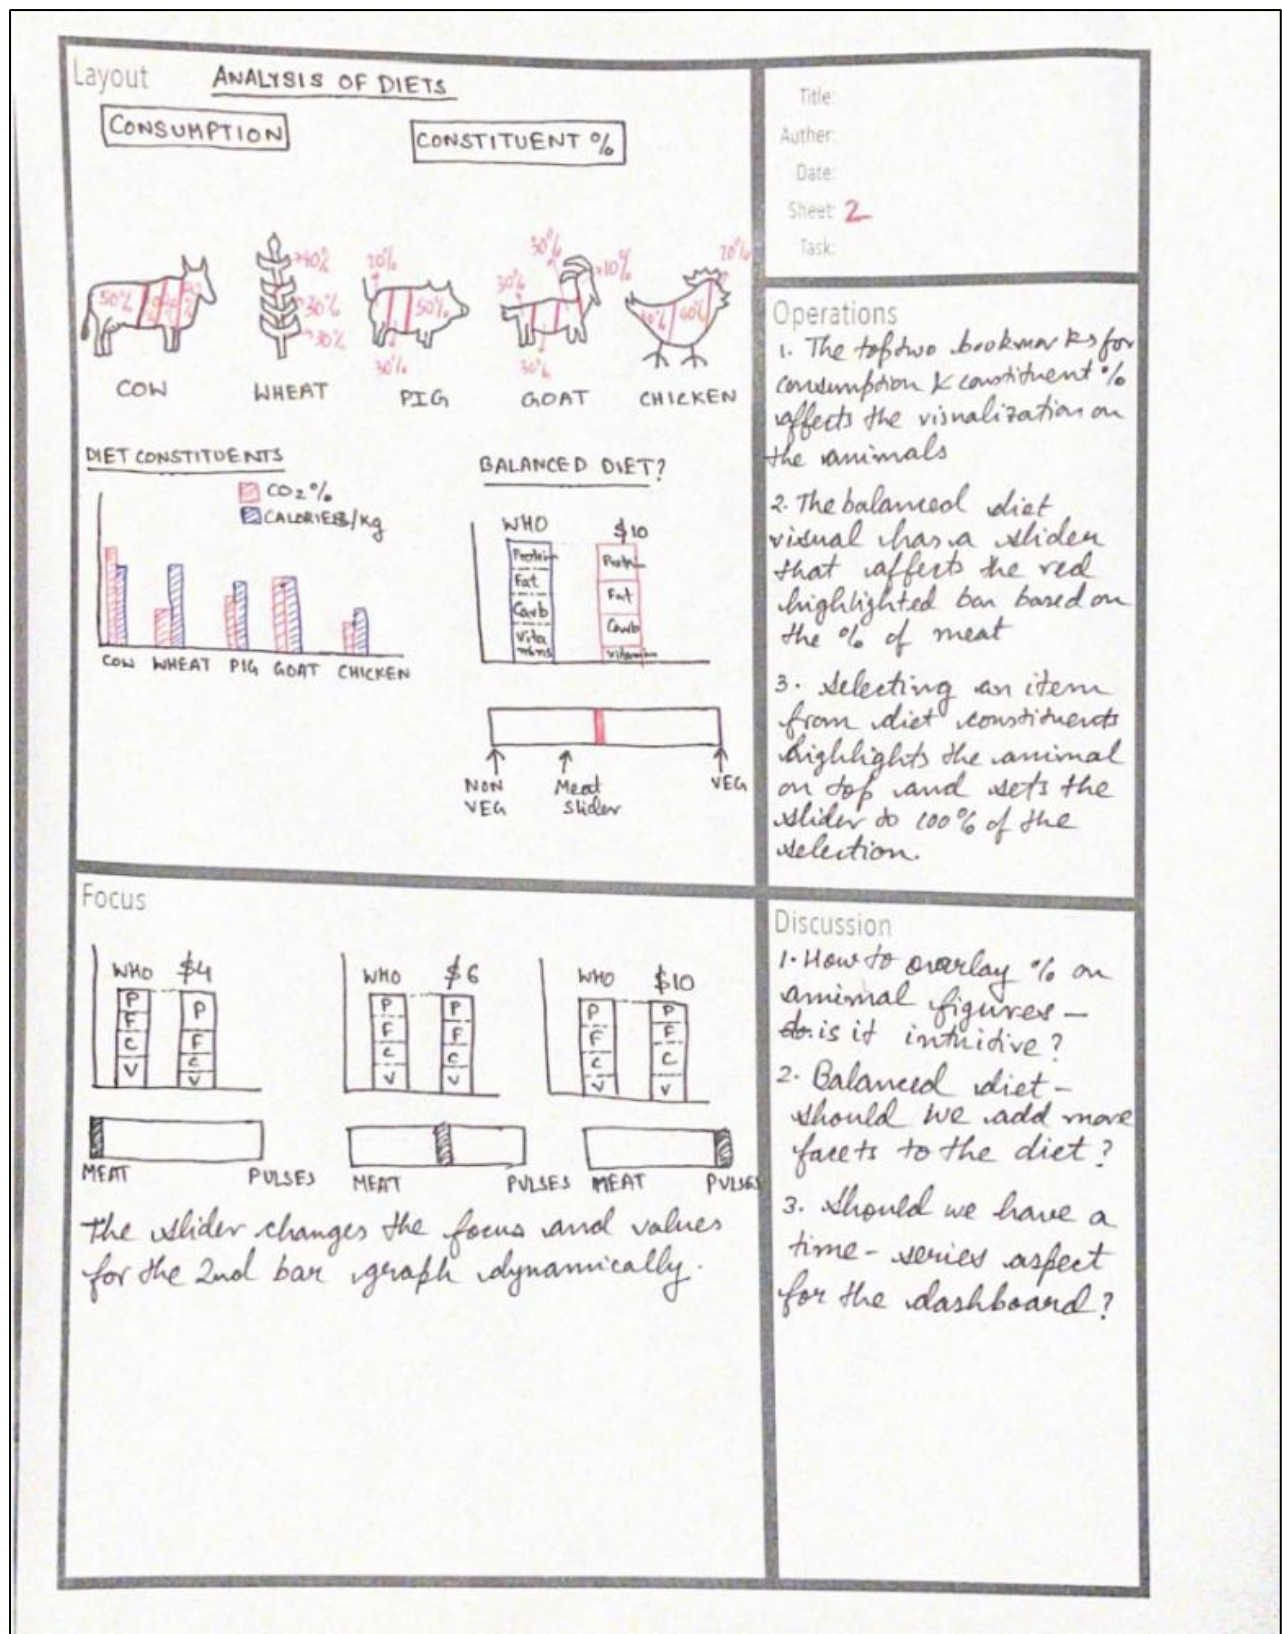 Layout
ANALYSIS OF DIETS
CONSUMPTION
CONSTITUENT %
50%
40%
30%
30%
20%
50%
30%
30%
30%
10%
30%
20%
40%
COW
WHEAT
PIG
GOAT
CHICKEN
DIET CONSTITUENTS
CO2 %
CALORIES/Kg
COW WHEAT PIG GOAT CHICKEN
BALANCED DIET?
WHO
$10
Protein
Fat
Carb
Vita
mins
Protein
Fat
Carb
Vitamin
NON
VEG
Meat
Slider
VEG
Title:
Auther:
Date:
Sheet: 2
Task:
Operations
1. The top two bookmarks for
consumption & constituent %
affects the visualization on
the animals
2. The balanced diet
visual has a slider
that affects the red
highlighted bar based on
the % of meat
3. Selecting an item
from diet constituents
highlights the animal
on top and sets the
slider to 100% of the
selection.
Focus
WHO $4
P
F
C
V
P
F
C
V
MEAT PULSES
WHO $6
P
F
C
V
P
F
C
V
MEAT PULSES
WHO $10
P
F
C
V
P
F
C
V
MEAT PULSES
The slider changes the focus and values
for the 2nd bar graph dynamically.
Discussion
1. How to overlay % on
animal figures –
is it intuitive?
2. Balanced diet –
should we add more
facets to the diet?
3. Should we have a
time-series aspect
for the dashboard?